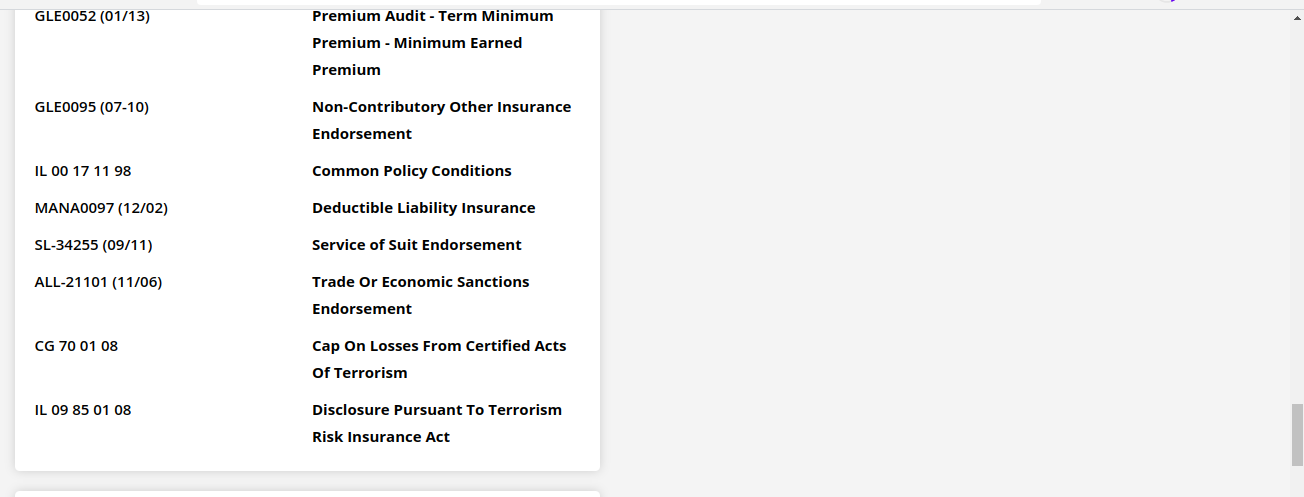 GLE0052 (01/13) Premium Audit - Term Minimum
Premium - Minimum Earned
Premium
GLE0095 (07-10) Non-Contributory Other Insurance
Endorsement
IL 00 17 11 98 Common Policy Conditions
MANA0097 (12/02) Deductible Liability Insurance
SL-34255 (09/11) Service of Suit Endorsement
ALL-21101 (11/06) Trade Or Economic Sanctions
Endorsement
CG 70 01 08 Cap On Losses From Certified Acts
Of Terrorism
IL 09 85 01 08 Disclosure Pursuant To Terrorism
Risk Insurance Act